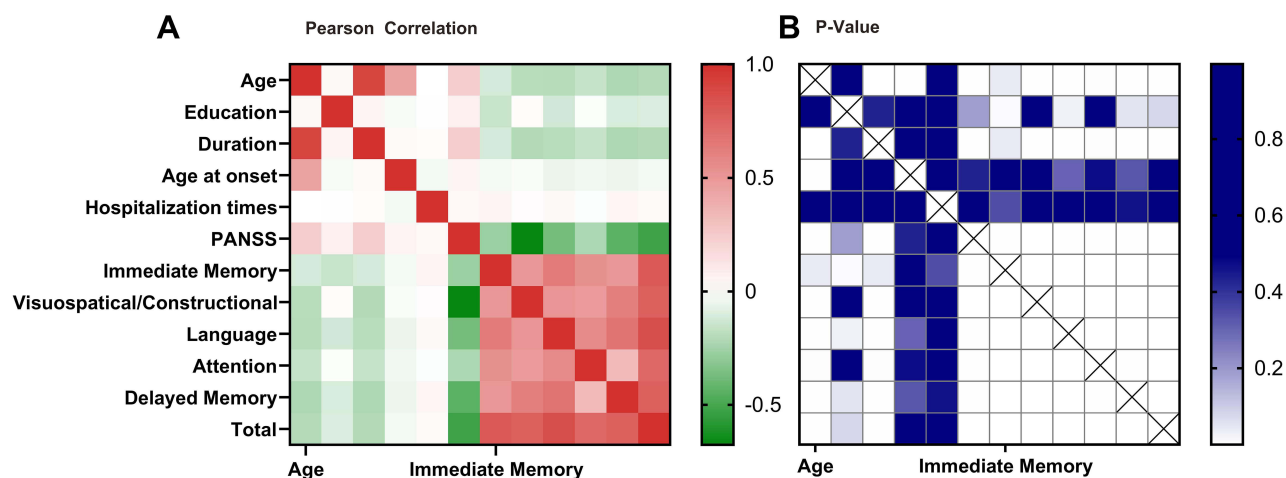 A
Pearson Correlation
Age
Education
Duration
Age at onset
Hospitalization times
PANSS
Immediate Memory
Visuospatical/Constructional
Language
Attention
Delayed Memory
Total
Age
Immediate Memory
1.0
0.5
0
-0.5
B
P-Value
Age
Immediate Memory
0.8
0.6
0.4
0.2